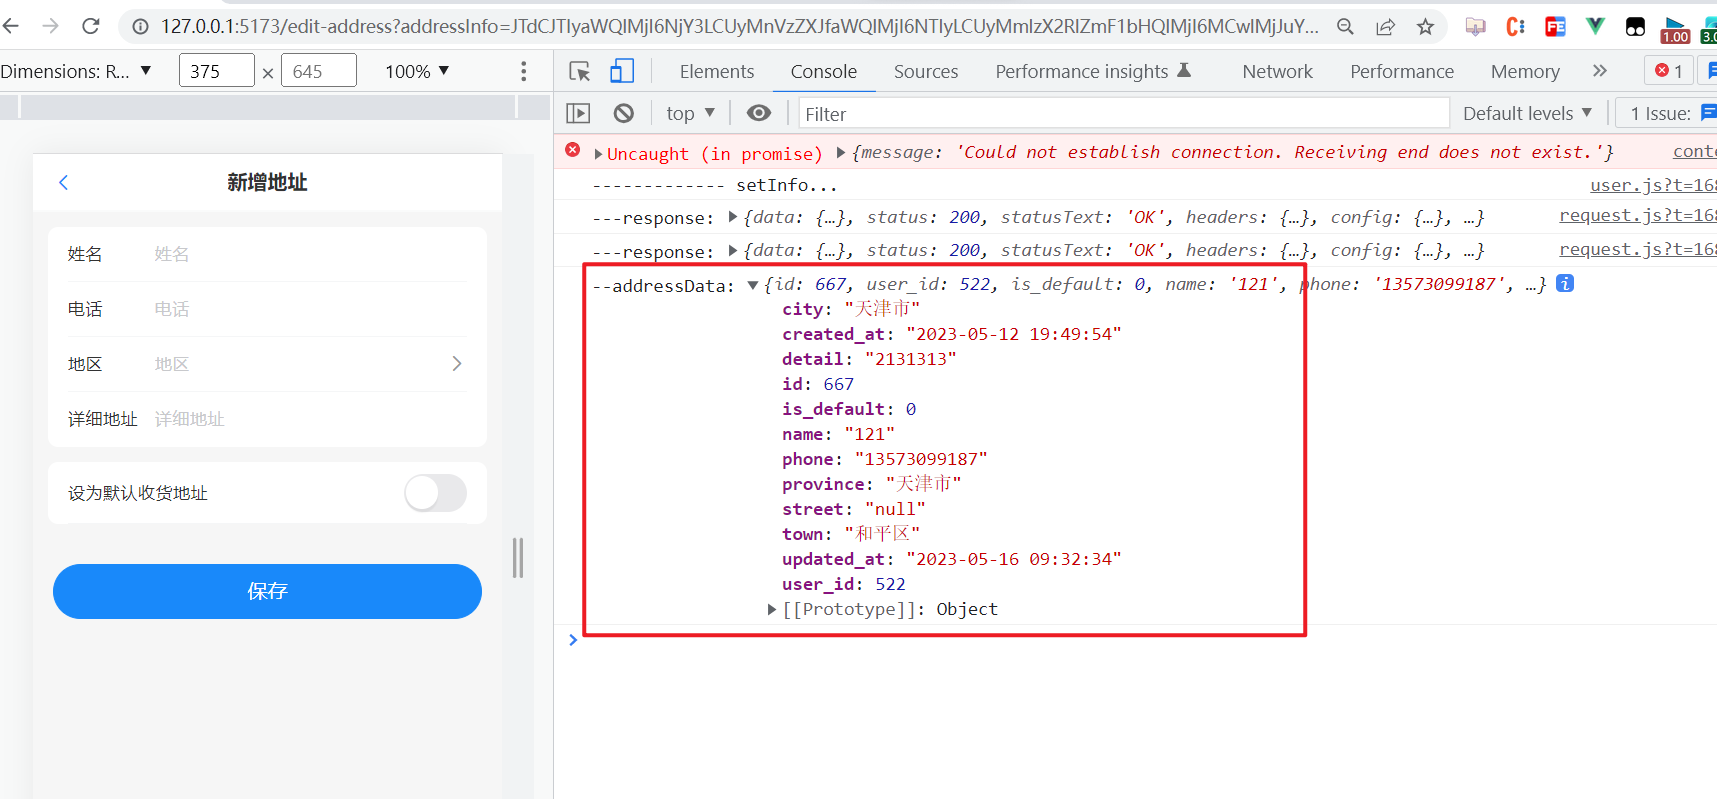 127.0.0.1:5173/edit-address?addressInfo=JTdCJTIyaWQlMjI6NjY3LCUyMnVzZXJfaWQlMjI6NTIyLCUyMmlzX2RlZmF1bHQlMjI6MCwlMjJuY...
1.00
3.0
Dimensions: R... ▼ 375 × 645 100% ▼
Elements Console Sources Performance insights Network Performance Memory » 1
top ▼ Filter Default levels ▼ 1 Issue:
新增地址
姓名 姓名
电话 电话
地区 地区
详细地址 详细地址
设为默认收货地址
保存
Uncaught (in promise) {message: 'Could not establish connection. Receiving end does not exist.'} conte
------------- setInfo... user.js?t=168
---response: {data: {…}, status: 200, statusText: 'OK', headers: {…}, config: {…}, …} request.js?t=168
---response: {data: {…}, status: 200, statusText: 'OK', headers: {…}, config: {…}, …} request.js?t=168
--addressData: {id: 667, user_id: 522, is_default: 0, name: '121', phone: '13573099187', …}
city: "天津市"
created_at: "2023-05-12 19:49:54"
detail: "2131313"
id: 667
is_default: 0
name: "121"
phone: "13573099187"
province: "天津市"
street: "null"
town: "和平区"
updated_at: "2023-05-16 09:32:34"
user_id: 522
[[Prototype]]: Object